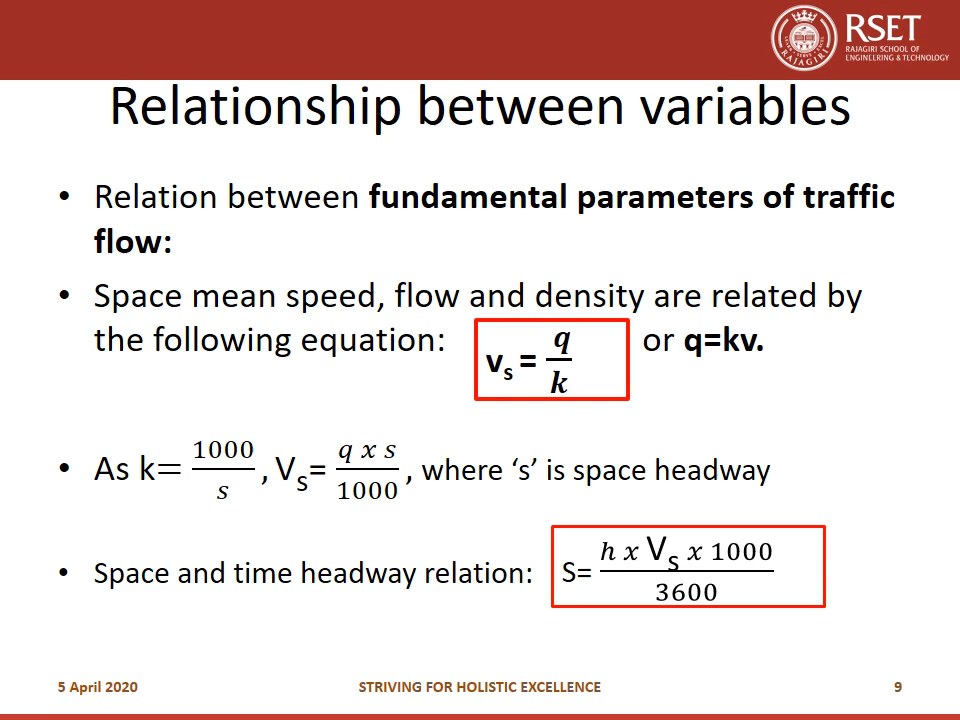 RSET
RAJAGIRI SCHOOL OF
ENGINEERING & TECHNOLOGY
RAJAGIRI
Relationship between variables
• Relation between fundamental parameters of traffic
flow:
• Space mean speed, flow and density are related by
the following equation: vₛ = q/k or q=kv.
• As k= 1000/s , Vₛ= q x s/1000 , where ‘s’ is space headway
• Space and time headway relation: S= h x Vₛ x 1000/3600
5 April 2020 STRIVING FOR HOLISTIC EXCELLENCE 9